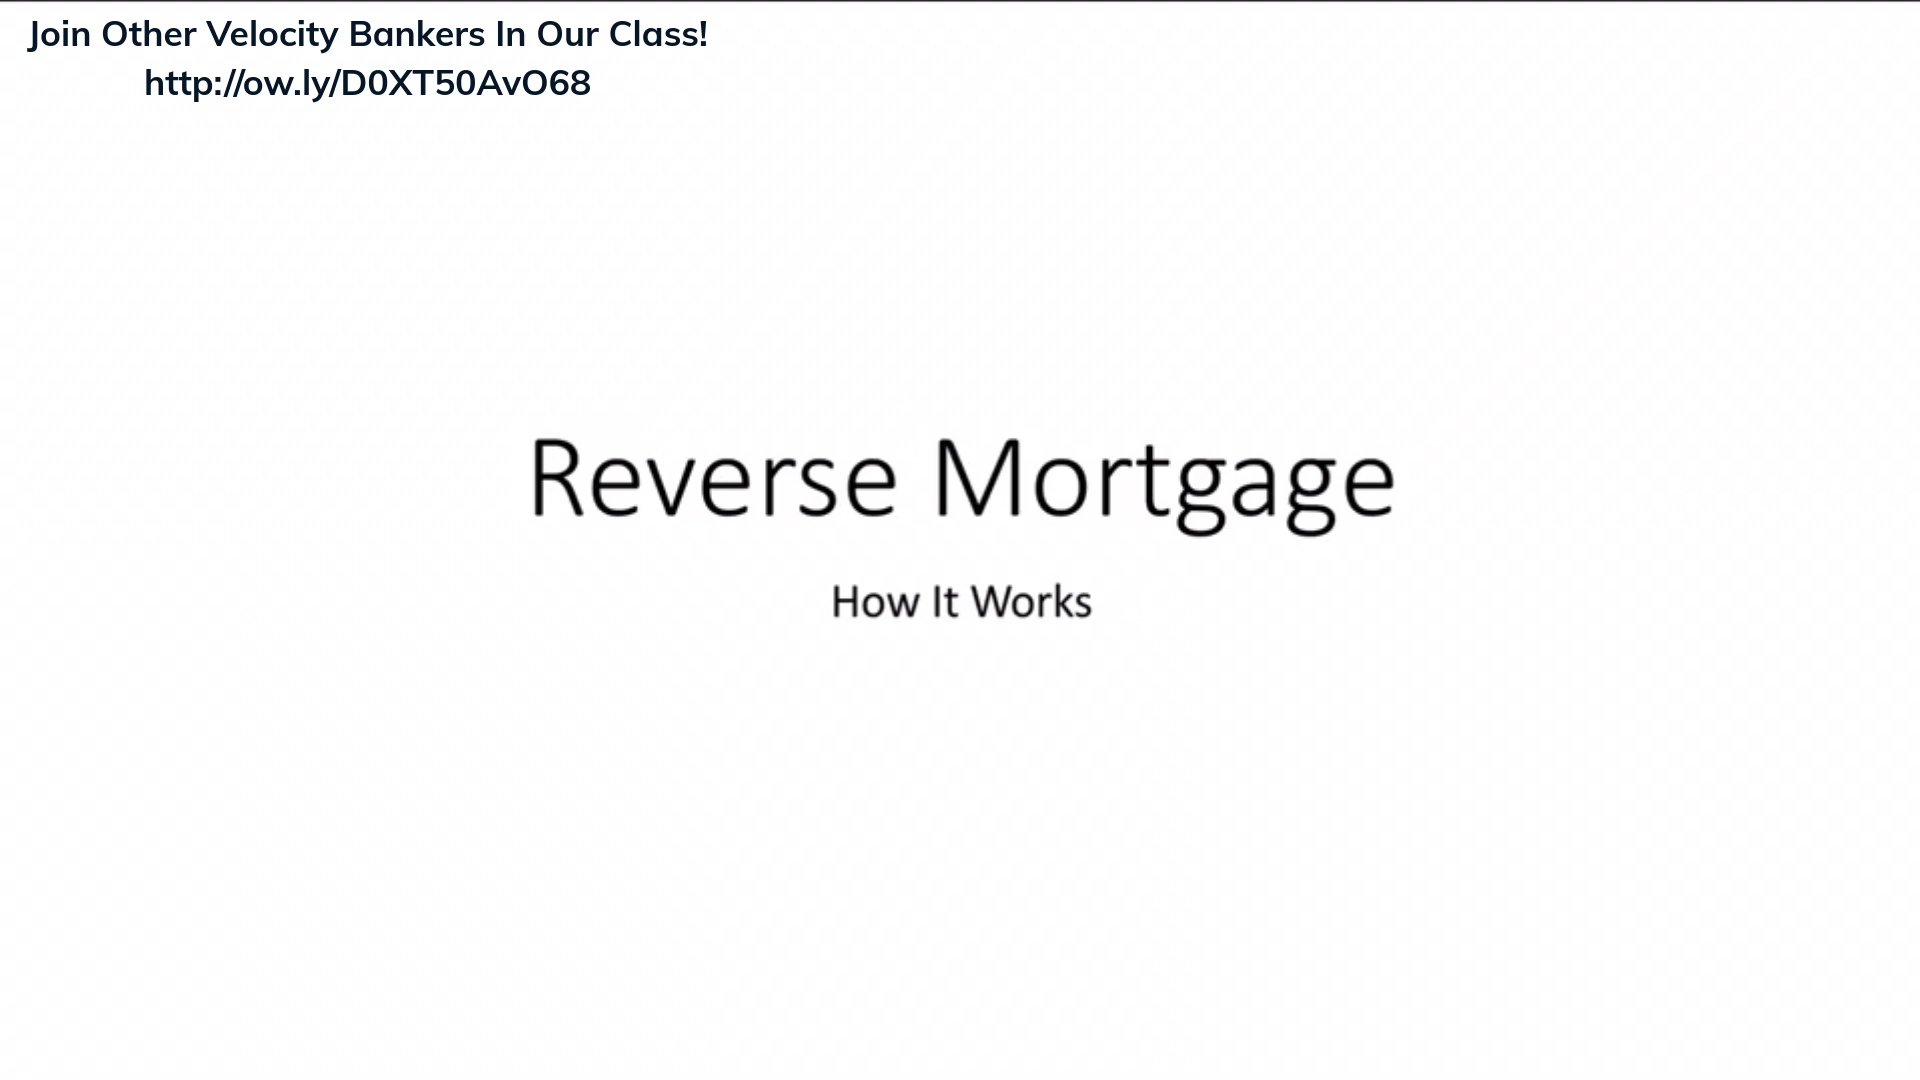 Join Other Velocity Bankers In Our Class!
http://ow.ly/D0XT50AvO68
Reverse Mortgage
How It Works